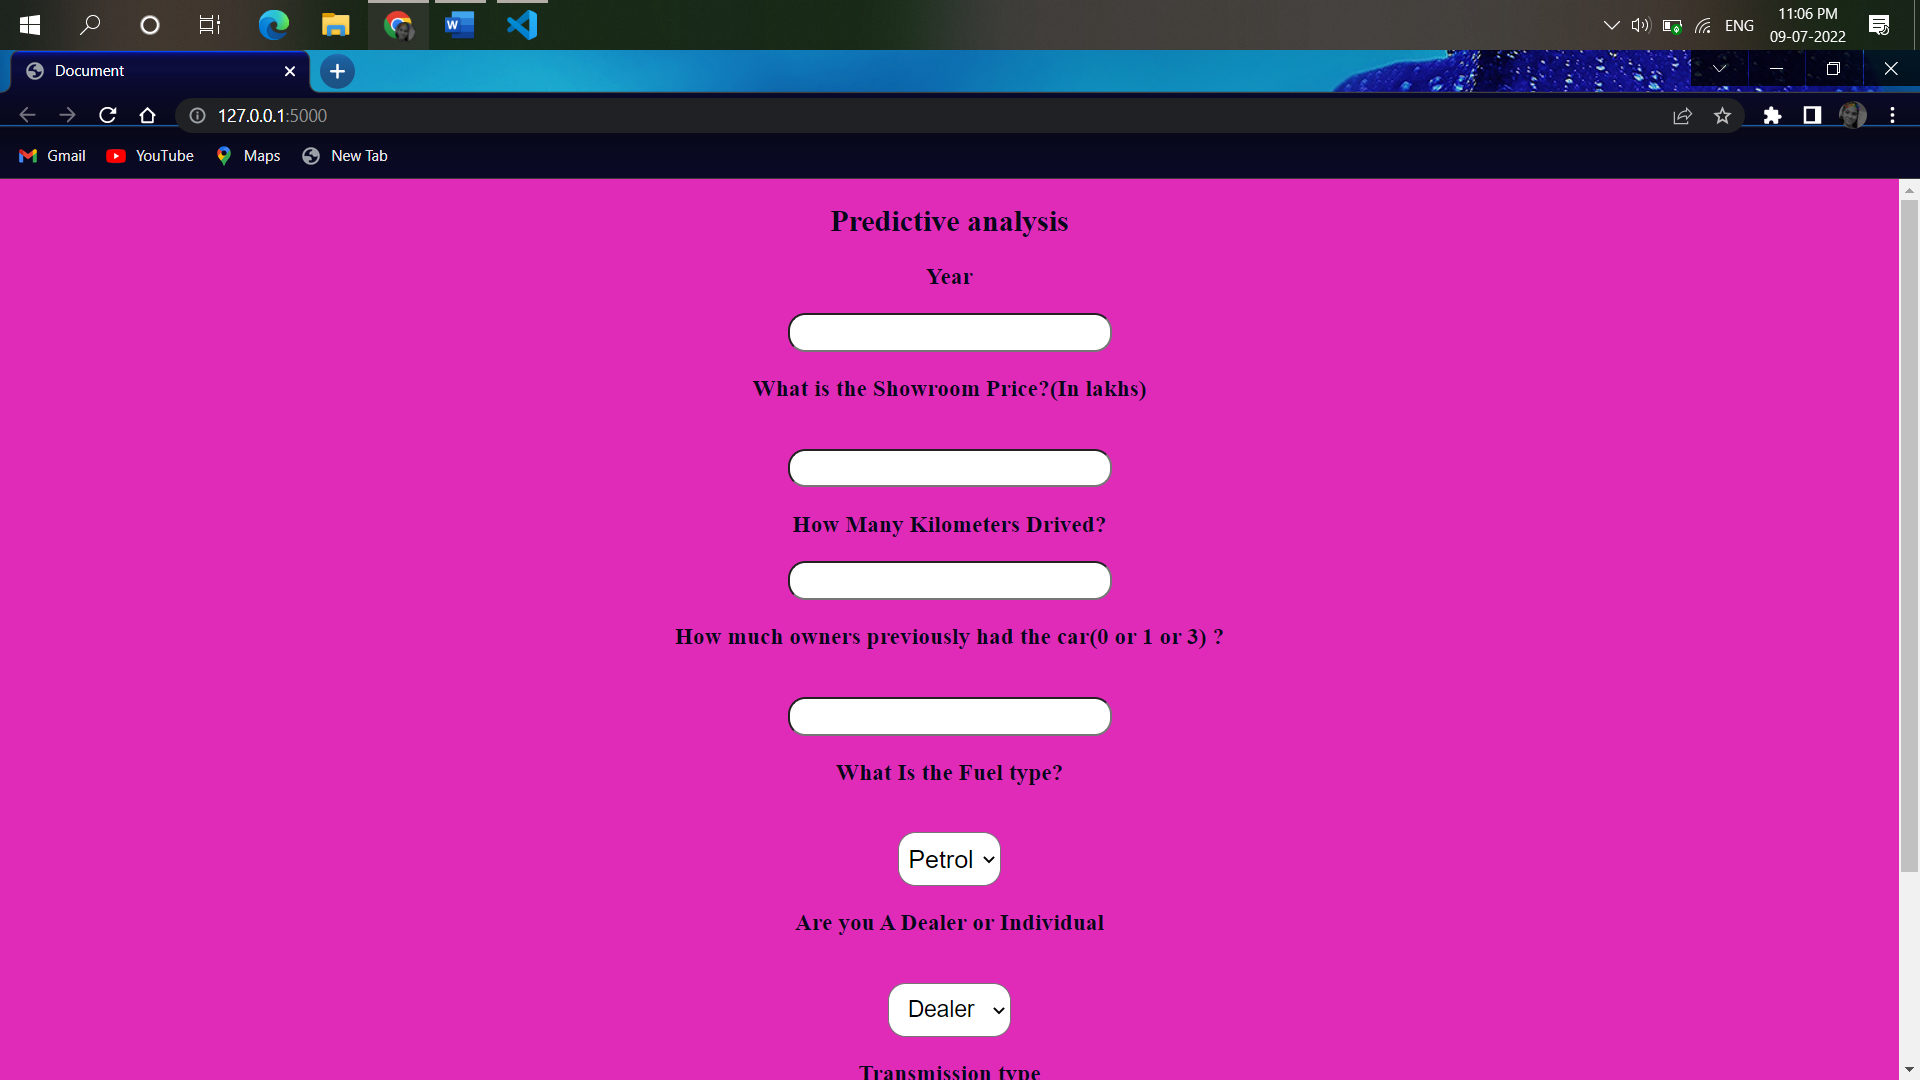 W
ENG
11:06 PM
09-07-2022
Document
127.0.0.1:5000
Gmail
YouTube
Maps
New Tab
Predictive analysis
Year
What is the Showroom Price?(In lakhs)
How Many Kilometers Drived?
How much owners previously had the car(0 or 1 or 3) ?
What Is the Fuel type?
Petrol
Are you A Dealer or Individual
Dealer
Transmission type